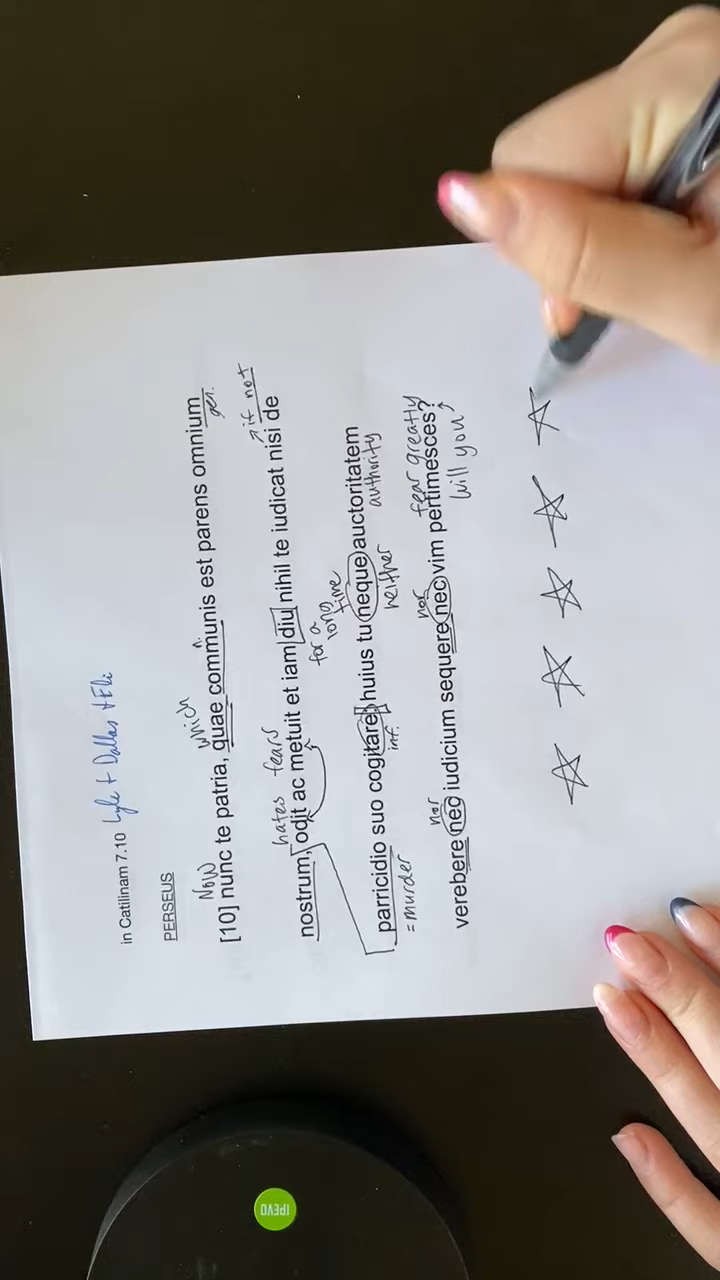 in Catilinam 7.10 Lyle + Dallas + Eli
PERSEUS
Now which
[10] nunc te patria, quae communis est parens omnium
n. gen.
hates fears if not
nostrum, odit ac metuit et iam diu nihil te iudicat nisi de
for a long time
parricidio suo cogitare, huius tu neque auctoritatem
= murder inf. neither authority
nor nor fear greatly
verebere nec iudicium sequere nec vim pertimesces?
will you
IPEVO